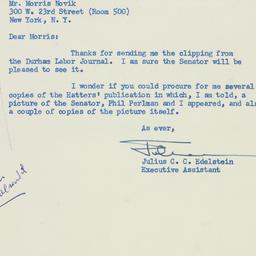 Mr. Morris Novik
300 W. 23rd Street (Room 500)
New York, N. Y.
Dear Morris:
Thanks for sending me the clipping from
the Durham Labor Journal. I am sure the Senator will be
pleased to see it.
I wonder if you could procure for me several
copies of the Hatters' publication in which, I am told, a
picture of the Senator, Phil Perlman and I appeared, and als
a couple of copies of the picture itself.
As ever,
Julius C. C. Edelstein
Executive Assistant